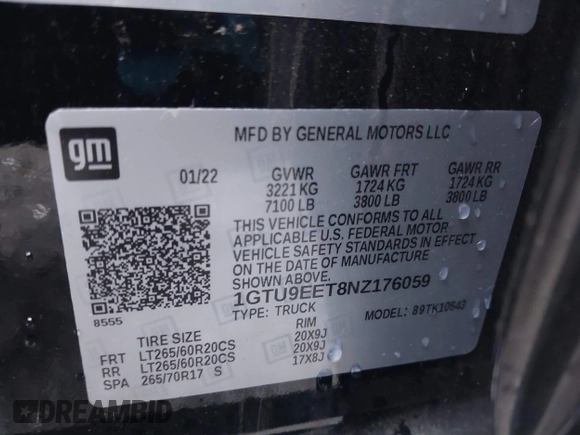 gm
MFD BY GENERAL MOTORS LLC
01/22 GVWR GAWR FRT GAWR RR
3221 KG 1724 KG 1724 KG
7100 LB 3800 LB 3800 LB
THIS VEHICLE CONFORMS TO ALL
APPLICABLE U.S. FEDERAL MOTOR
VEHICLE SAFETY STANDARDS IN EFFECT
ON THE DATE OF MANUFACTURE
SHOWN ABOVE.
1GTU9EET8NZ176059
8555 TYPE: TRUCK MODEL: 89TK10543
TIRE SIZE RIM
FRT LT265/60R20CS 20X9J
RR LT265/60R20CS 20X9J
SPA 265/70R17 S 17X8J
DREAMBID